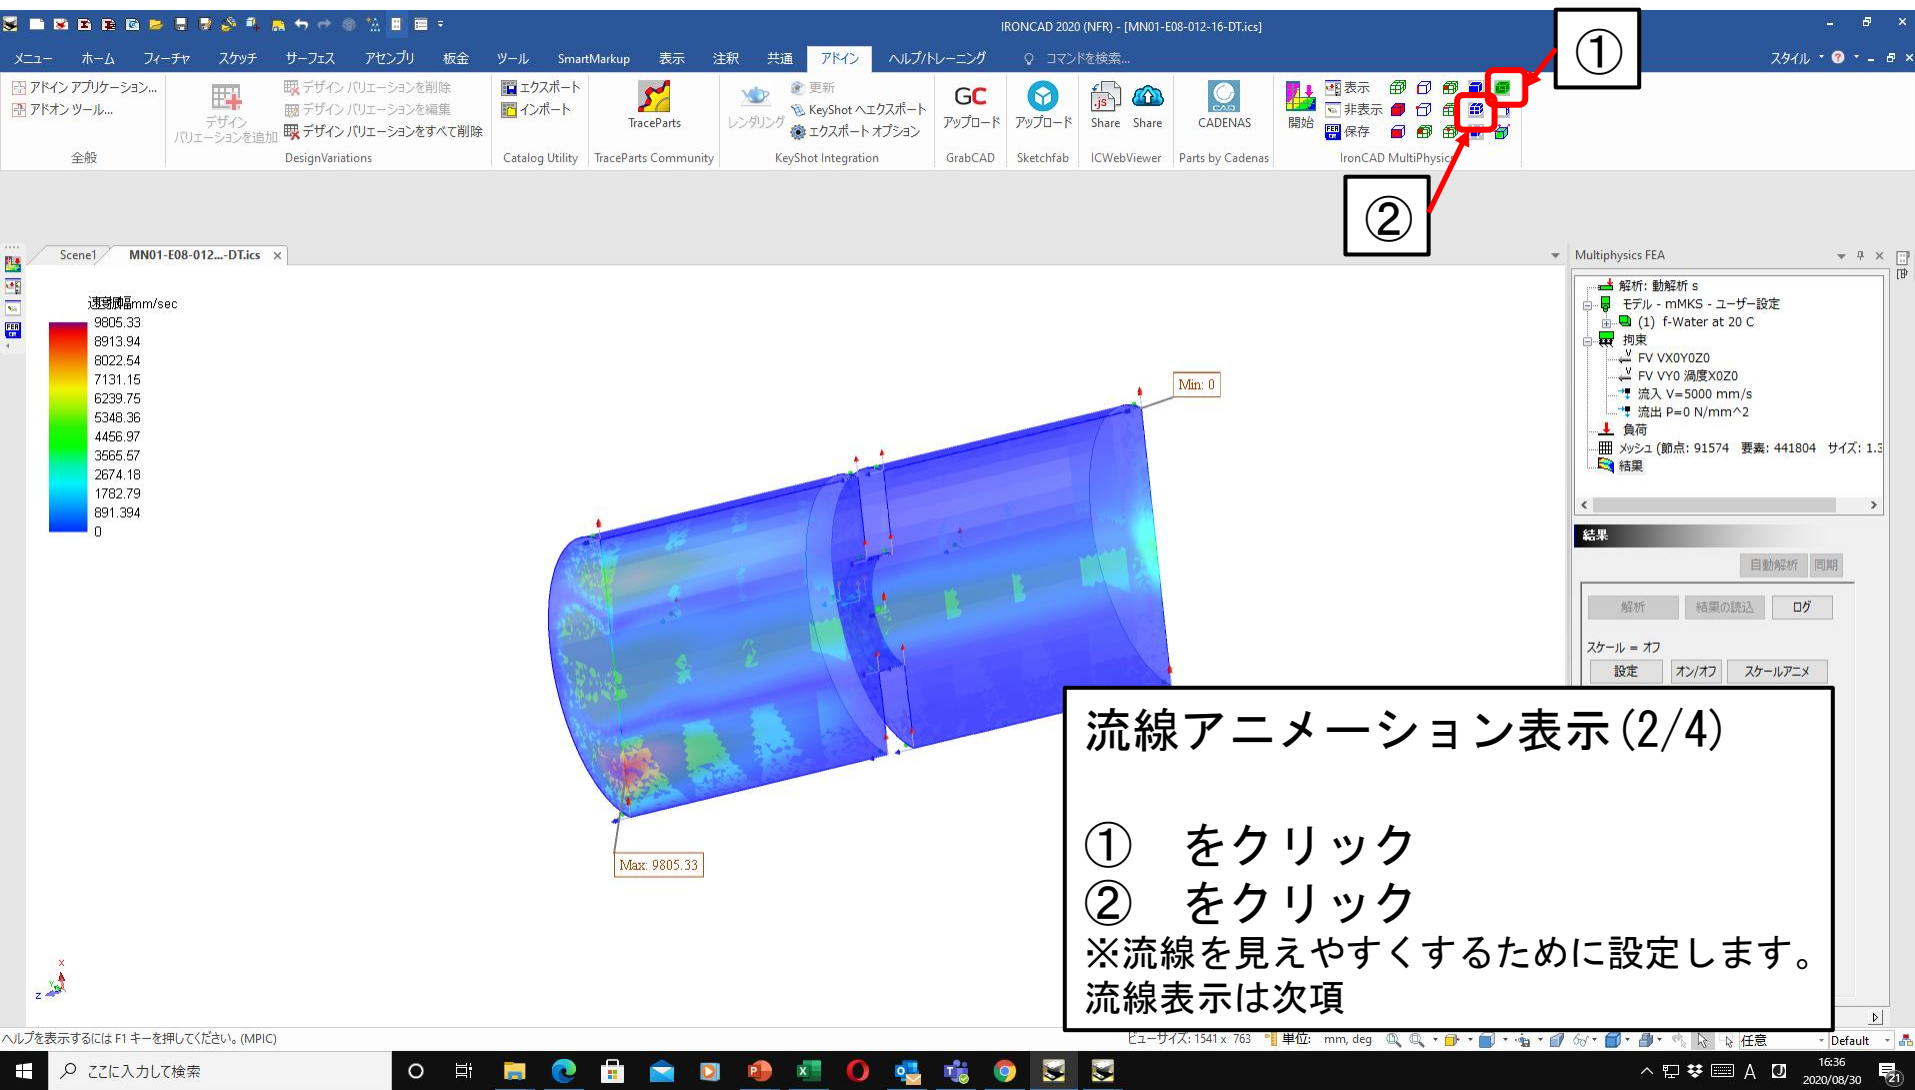 IRONCAD 2020 (NFR) - [MN01-E08-012-16-DT.ics]
メニュー ホーム フィーチャ スケッチ サーフェス アセンブリ 板金 ツール SmartMarkup 表示 注釈 共通 アドイン ヘルプ/トレーニング コマンドを検索... スタイル
アドイン アプリケーション...
アドオン ツール...
全般
デザイン
バリエーションを追加
デザイン バリエーションを削除
デザイン バリエーションを編集
デザイン バリエーションをすべて削除
DesignVariations
エクスポート
インポート
Catalog Utility
TraceParts
TraceParts Community
レンダリング
更新
KeyShot へエクスポート
エクスポート オプション
KeyShot Integration
GC
アップロード
GrabCAD
アップロード
Sketchfab
Share Share
ICWebViewer
CADENAS
Parts by Cadenas
開始
表示
非表示
保存
IronCAD MultiPhysics
①
②
Scene1 MN01-E08-012...-DT.ics
mm/sec
9805.33
8913.94
8022.54
7131.15
6239.75
5348.36
4456.97
3565.57
2674.18
1782.79
891.394
0
Min: 0
Max: 9805.33
X
Y
Z
Multiphysics FEA
解析: 動解析 s
モデル - mMKS - ユーザー設定
(1) f-Water at 20 C
拘束
FV VX0Y0Z0
FV VY0 渦度X0Z0
流入 V=5000 mm/s
流出 P=0 N/mm^2
負荷
メッシュ (節点: 91574 要素: 441804 サイズ: 1.3
結果
結果
自動解析 同期
解析 結果の読込 ログ
スケール = オフ
設定 オン/オフ スケールアニメ
流線アニメーション表示(2/4)
① をクリック
② をクリック
※流線を見えやすくするために設定します。
流線表示は次項
ヘルプを表示するには F1 キーを押してください。(MPIC)
ビューサイズ: 1541 x 763 単位: mm, deg 任意 Default
ここに入力して検索
A
16:36
2020/08/30
21